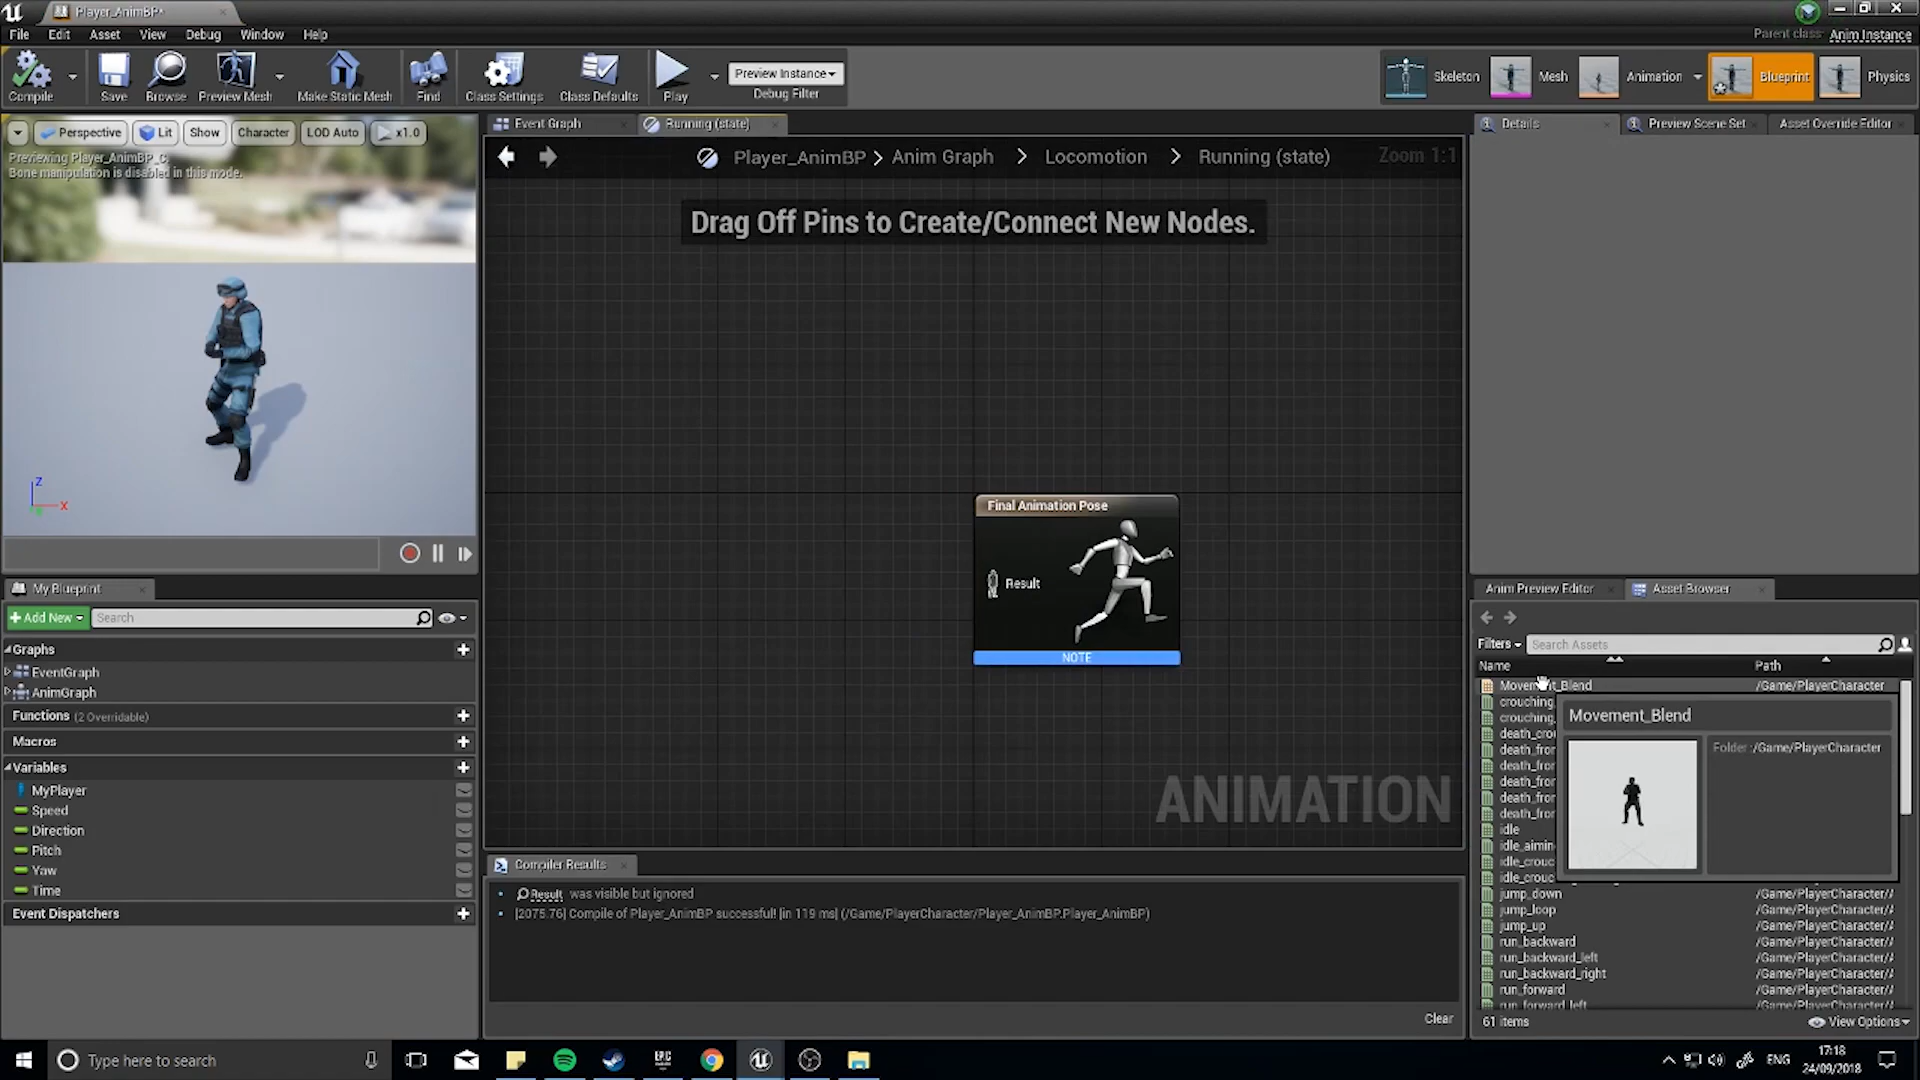 Player_AnimBP*
File Edit Asset View Debug Window Help
Parent class: Anim Instance
Compile Save Browse Preview Mesh Make Static Mesh Find Class Settings Class Defaults Play
Preview Instance
Debug Filter
Skeleton Mesh Animation Blueprint Physics
Perspective Lit Show Character LOD Auto x1.0
Previewing Player_AnimBP_C.
Bone manipulation is disabled in this mode.
Z
X
Event Graph Running (state)
Player_AnimBP > Anim Graph > Locomotion > Running (state)
Zoom 1:1
Drag Off Pins to Create/Connect New Nodes.
Final Animation Pose
Result
NOTE
ANIMATION
Details Preview Scene Set Asset Override Editor
My Blueprint
Add New Search
Graphs
EventGraph
AnimGraph
Functions (2 Overridable)
Macros
Variables
MyPlayer
Speed
Direction
Pitch
Yaw
Time
Event Dispatchers
Compiler Results
Result was visible but ignored
[2075.76] Compile of Player_AnimBP successful! [in 119 ms] (/Game/PlayerCharacter/Player_AnimBP.Player_AnimBP)
Clear
Anim Preview Editor Asset Browser
Filters Search Assets
Name Path
/Game/PlayerCharacter
Movement_Blend
Folder: /Game/PlayerCharacter
crouching_
crouching_
death_cro
death_fror
death_fror
death_fror
death_fror
death_fror
idle
idle_aimin
idle_crouc
idle_crouc
jump_down /Game/PlayerCharacter/
jump_loop /Game/PlayerCharacter/
jump_up /Game/PlayerCharacter/
run_backward /Game/PlayerCharacter/
run_backward_left /Game/PlayerCharacter/
run_backward_right /Game/PlayerCharacter/
run_forward /Game/PlayerCharacter/
run_forward_left /Game/PlayerCharacter/
61 items
View Options
Type here to search
EPIC
ENG
17:18
24/09/2018